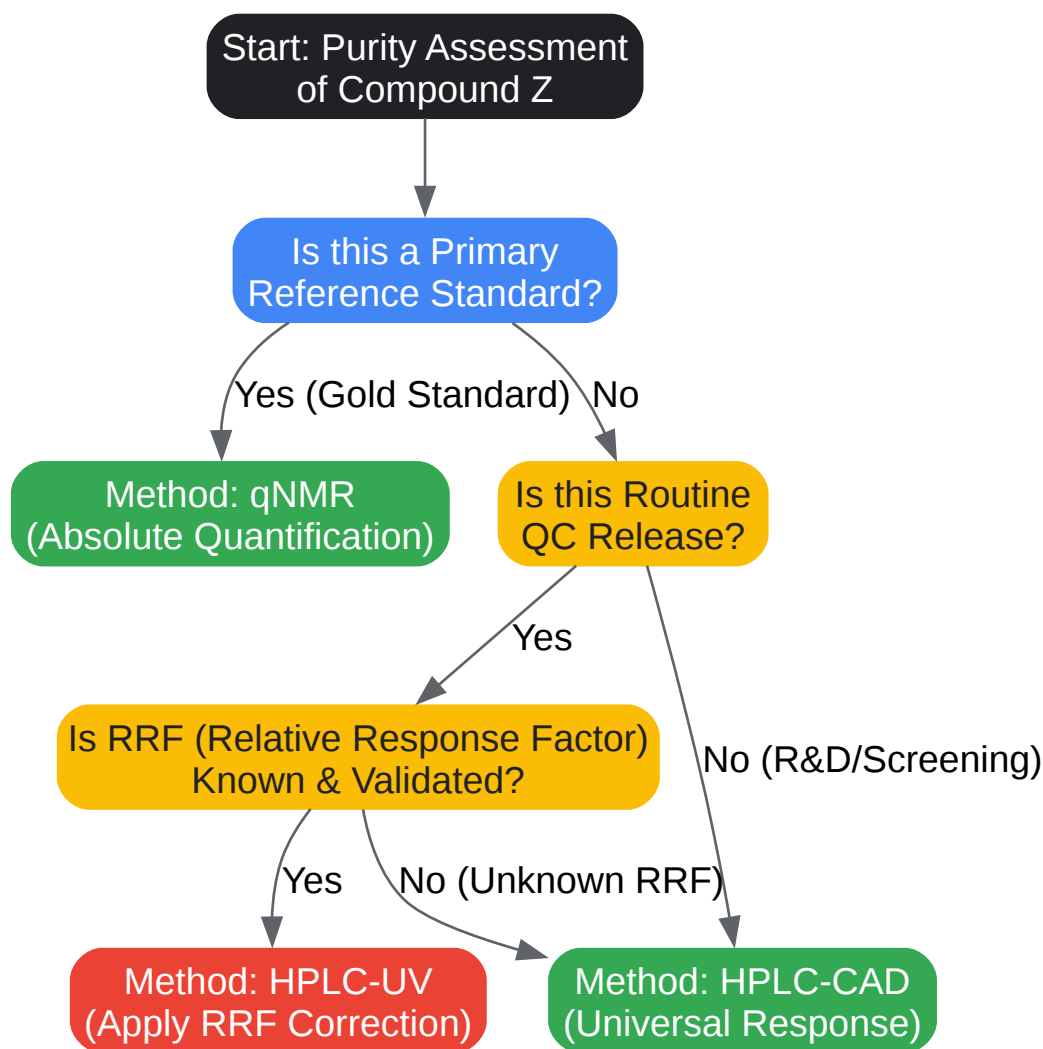 Start: Purity Assessment
of Compound Z
Is this a Primary
Reference Standard?
Yes (Gold Standard)
No
Method: qNMR
(Absolute Quantification)
Is this Routine
QC Release?
Yes
Is RRF (Relative Response Factor)
Known & Validated?
No (R&D/Screening)
Yes
No (Unknown RRF)
Method: HPLC-UV
(Apply RRF Correction)
Method: HPLC-CAD
(Universal Response)